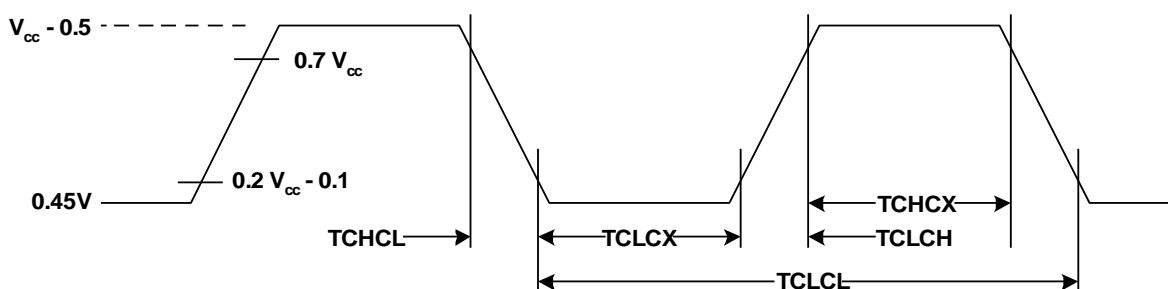 Vcc - 0.5
0.7 Vcc
0.2 Vcc - 0.1
0.45V
TCHCX
TCHCL
TCLCX
TCLCH
TCLCL